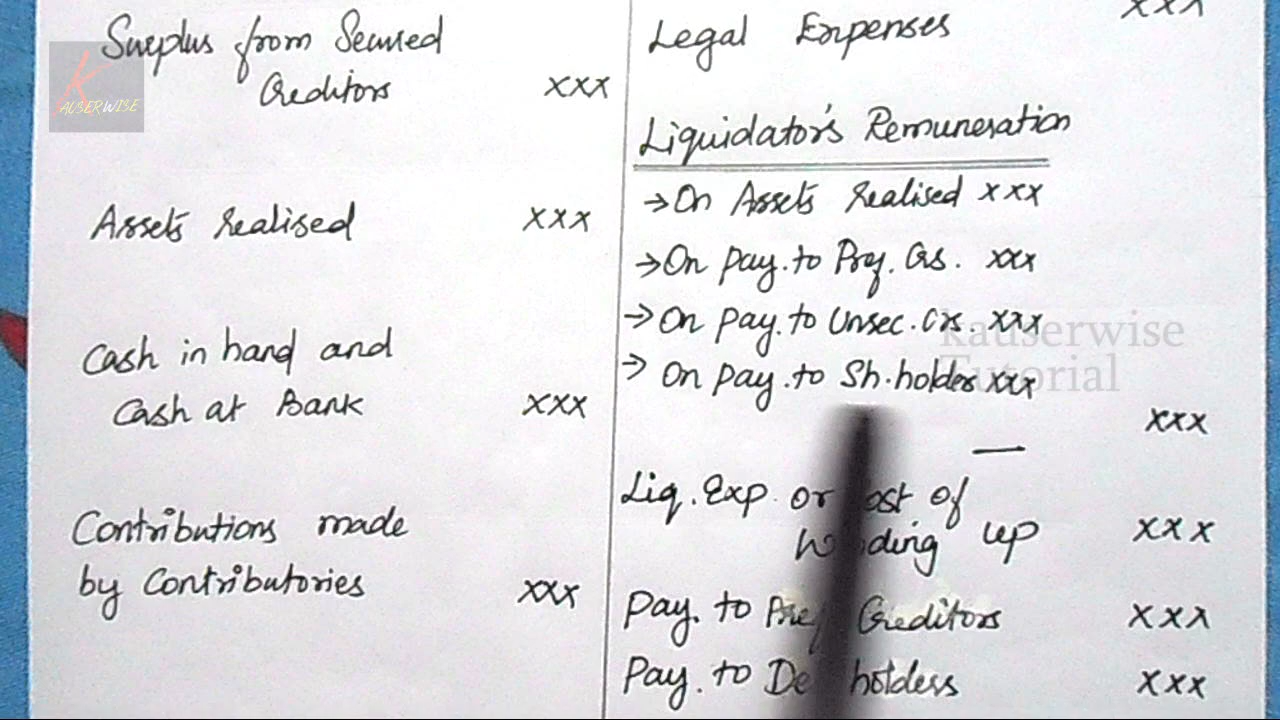 Surplus from Secured
Creditors xxx
Assets realised xxx
Cash in hand and
Cash at Bank xxx
Contributions made
by Contributories xxx
xxx
Legal Expenses
Liquidator's Remuneration
→ On Assets realised xxx
→ On pay. to Pref. Crs. xxx
→ On pay. to Unsec. Crs. xxx
→ On pay. to Sh. holders xxx
xxx
Liq. Exp. or of
up xxx
Pay. to Creditors xxx
Pay. to xxx
KAUSERWISE
kauserwise
Tutorial